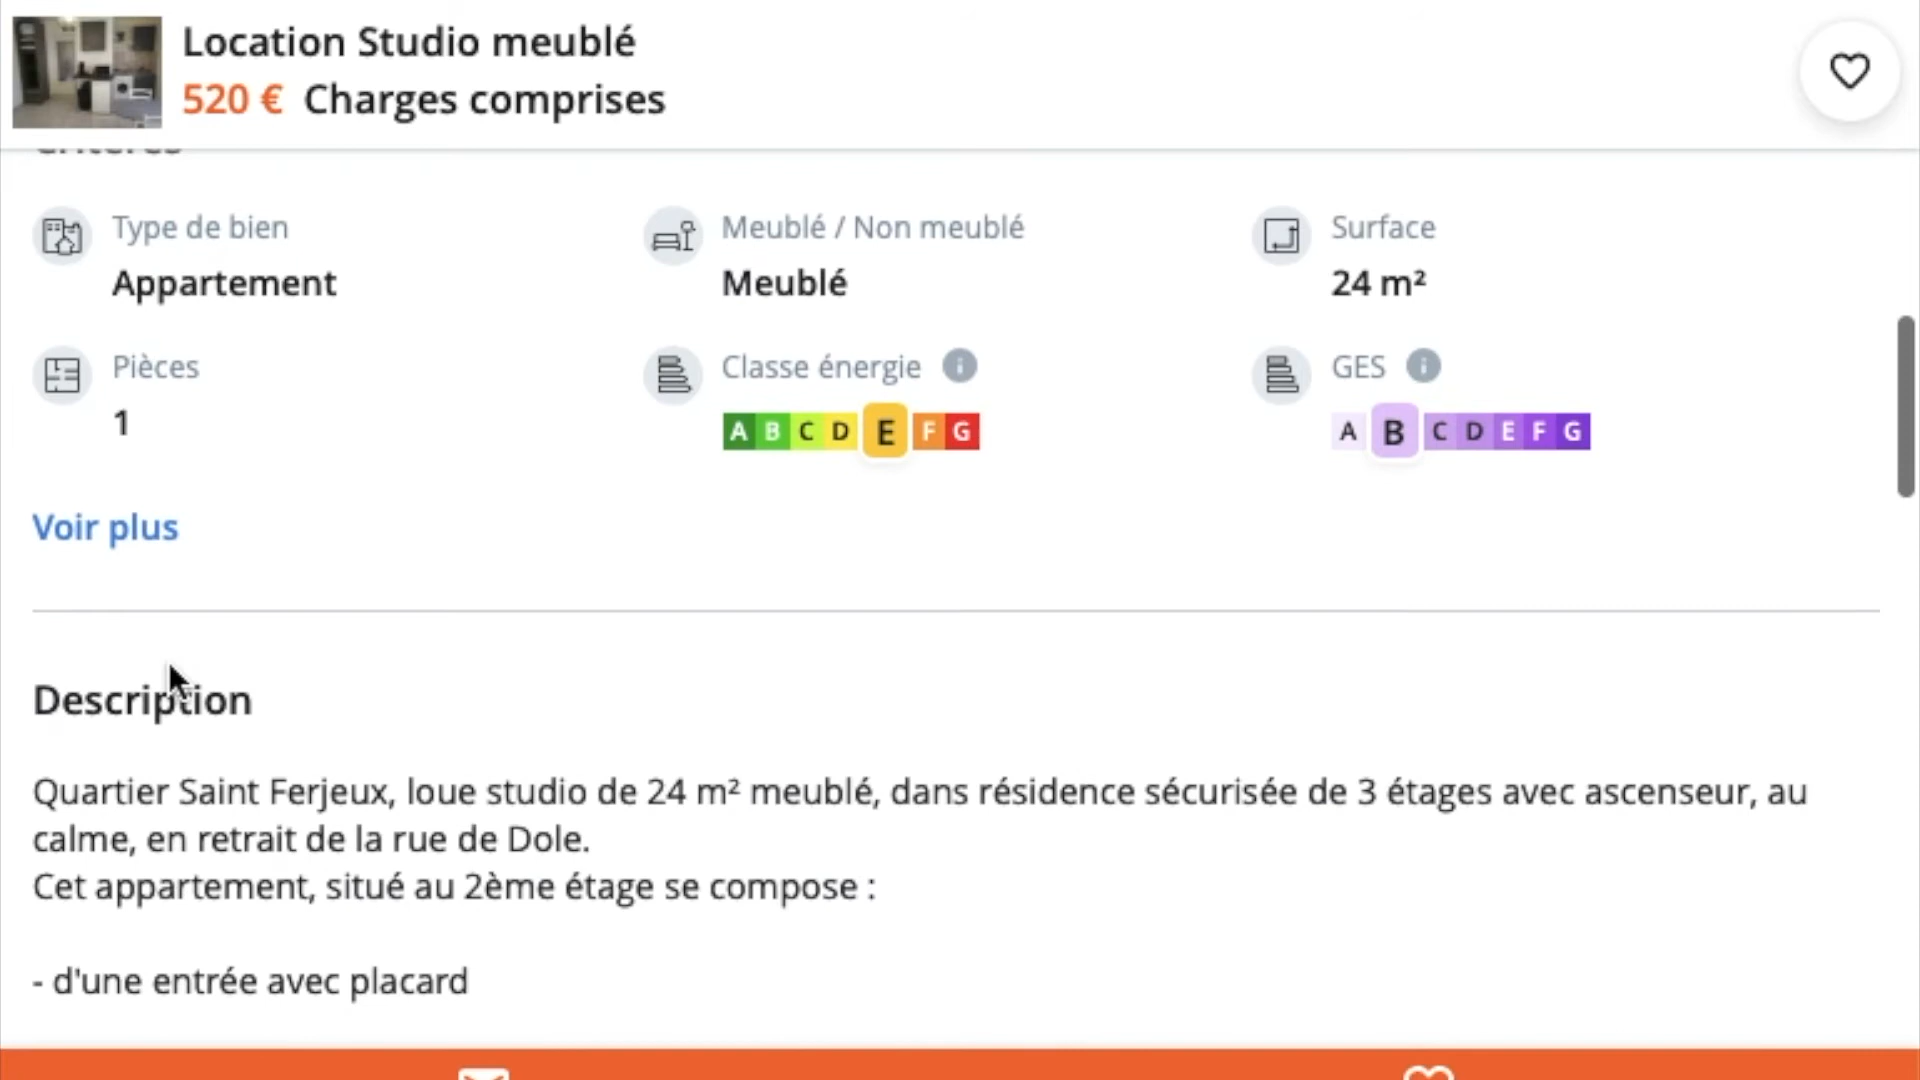 Location Studio meublé
520 € Charges comprises
Critères
Type de bien
Appartement
Meublé / Non meublé
Meublé
Surface
24 m²
Pièces
1
Classe énergie
A B C D E F G
GES
A B C D E F G
Voir plus
Description
Quartier Saint Ferjeux, loue studio de 24 m² meublé, dans résidence sécurisée de 3 étages avec ascenseur, au
calme, en retrait de la rue de Dole.
Cet appartement, situé au 2ème étage se compose :
- d'une entrée avec placard